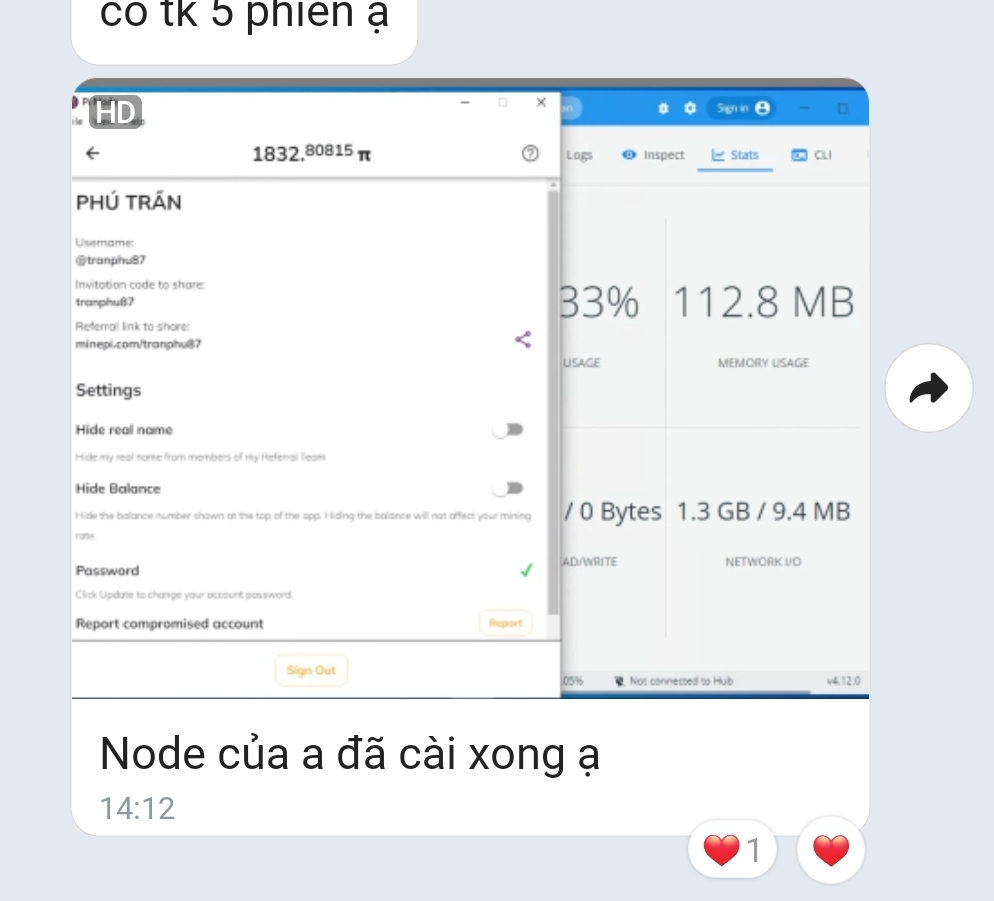 có tk 5 phiên ạ
HD
1832.80815 π
PHÚ TRẦN
Username:
@tranphu87
Invitation code to share:
tranphu87
Referral link to share:
minepi.com/tranphu87
Settings
Hide real name
Hide my real name from members of my Referral Team
Hide Balance
Hide the balance number shown at the top of the app. Hiding the balance will not affect your mining
rate.
Password
Click Update to change your account password.
Report compromised account
Report
Sign Out
Sign in
Logs
Inspect
Stats
CLI
33%
112.8 MB
USAGE
MEMORY USAGE
/ 0 Bytes
1.3 GB / 9.4 MB
AD/WRITE
NETWORK I/O
.05%
Not connected to Hub
v4.12.0
Node của a đã cài xong ạ
14:12
1